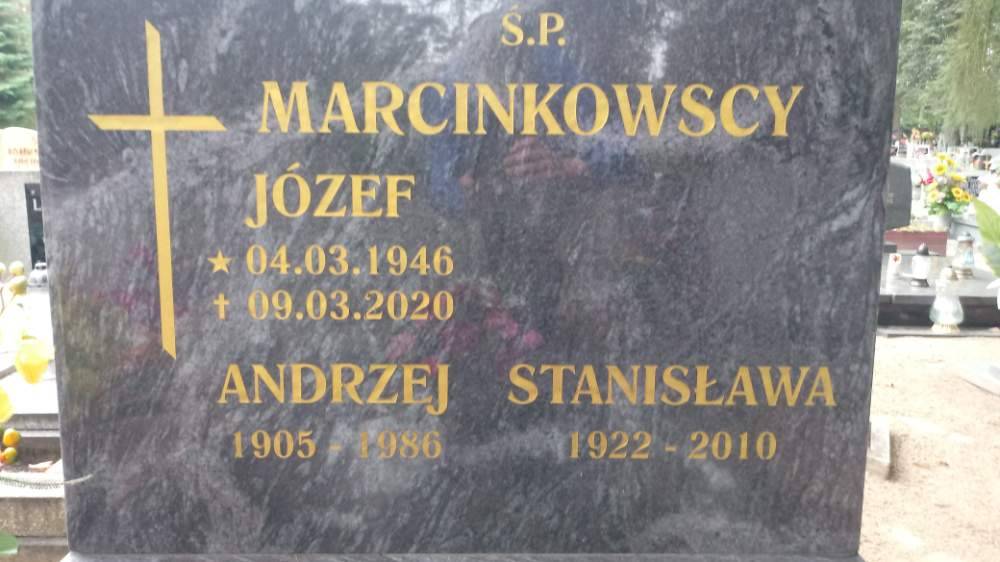 Ś.P.
MARCINKOWSCY
JÓZEF
★ 04.03.1946
✝ 09.03.2020
ANDRZEJ STANISŁAWA
1905 - 1986 1922 - 2010